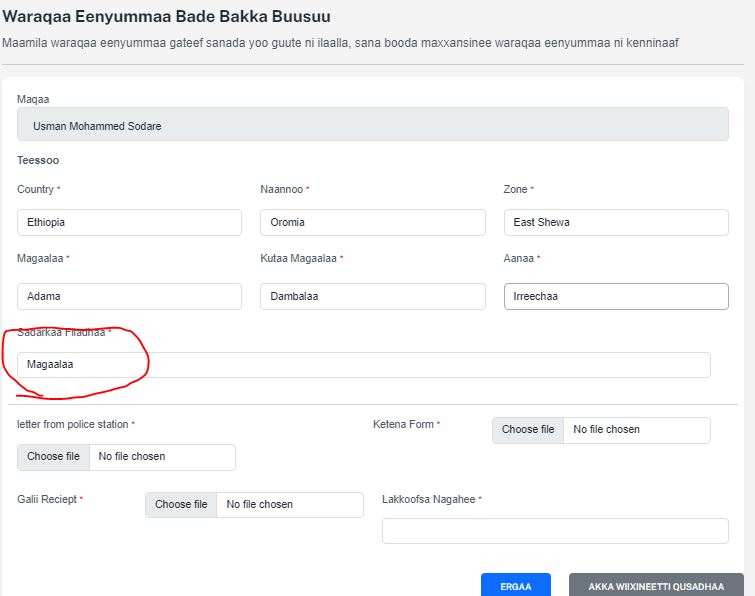 Waraqaa Eenyummaa Bade Bakka Buusuu
Maamila waraqaa eenyummaa gateef sanada yoo guute ni ilaalla, sana booda maxxansinee waraqaa eenyummaa ni kenninaaf
Maqaa
Usman Mohammed Sodare
Teessoo
Country * Naannoo * Zone *
Ethiopia Oromia East Shewa
Magaalaa * Kutaa Magaalaa * Aanaa *
Adama Dambalaa Irreechaa
Sadarkaa Filadhaa *
Magaalaa
letter from police station * Ketena Form * Choose file No file chosen
Choose file No file chosen
Galii Reciept * Choose file No file chosen Lakkoofsa Nagahee *
ERGAA AKKA WIIXINEETTI QUSADHAA